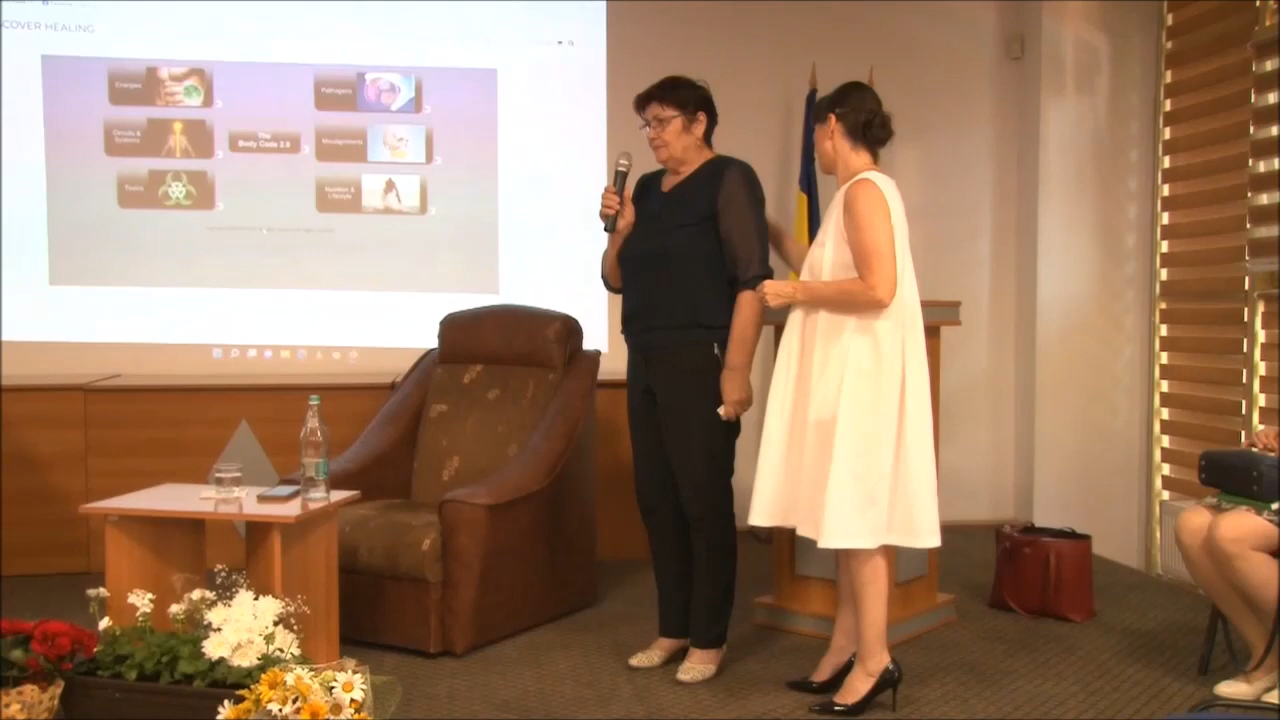 COVER HEALING
Energies
Pathogens
Circuits &
Systems
The
Body Code 2.0
Misalignments
Toxins
Nutrition &
Lifestyle